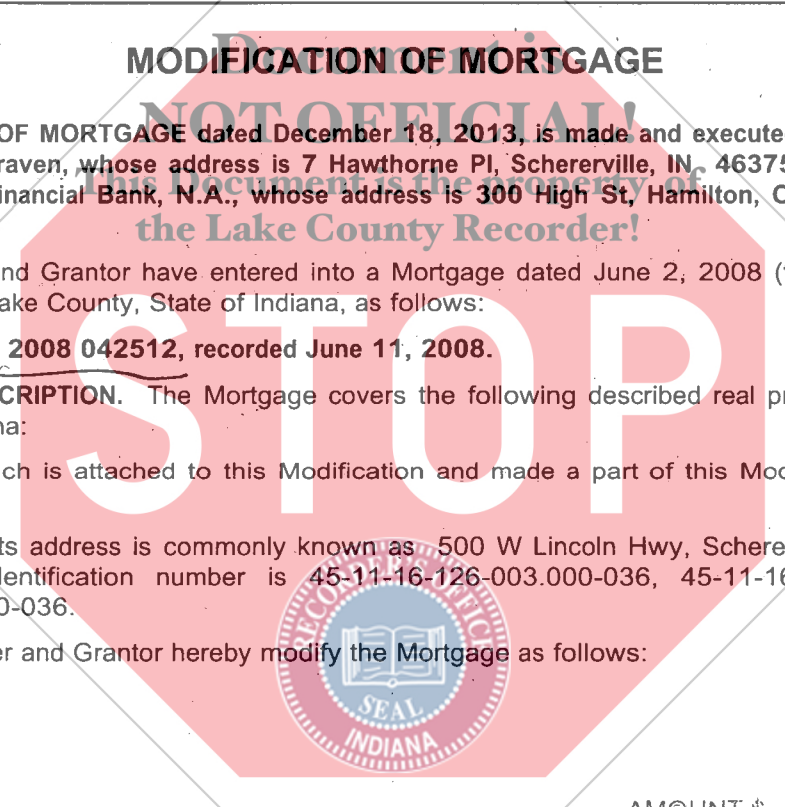 MODIFICATION OF MORTGAGE
Document is
NOT OFFICIAL!
OF MORTGAGE dated December 18, 2013, is made and execute
raven, whose address is 7 Hawthorne Pl, Schererville, IN 46375
This Document is the property of
inancial Bank, N.A., whose address is 300 High St, Hamilton, O
the Lake County Recorder!
nd Grantor have entered into a Mortgage dated June 2, 2008 (
ake County, State of Indiana, as follows:
2008 042512, recorded June 11, 2008.
STOP
CRIPTION. The Mortgage covers the following described real pr
na:
ch is attached to this Modification and made a part of this Mod
ts address is commonly known as 500 W Lincoln Hwy, Schere
dentification number is 45-11-16-126-003.000-036, 45-11-16
0-036.
RECORDER'S OFFICE
er and Grantor hereby modify the Mortgage as follows:
SEAL
INDIANA
AMOUNT $